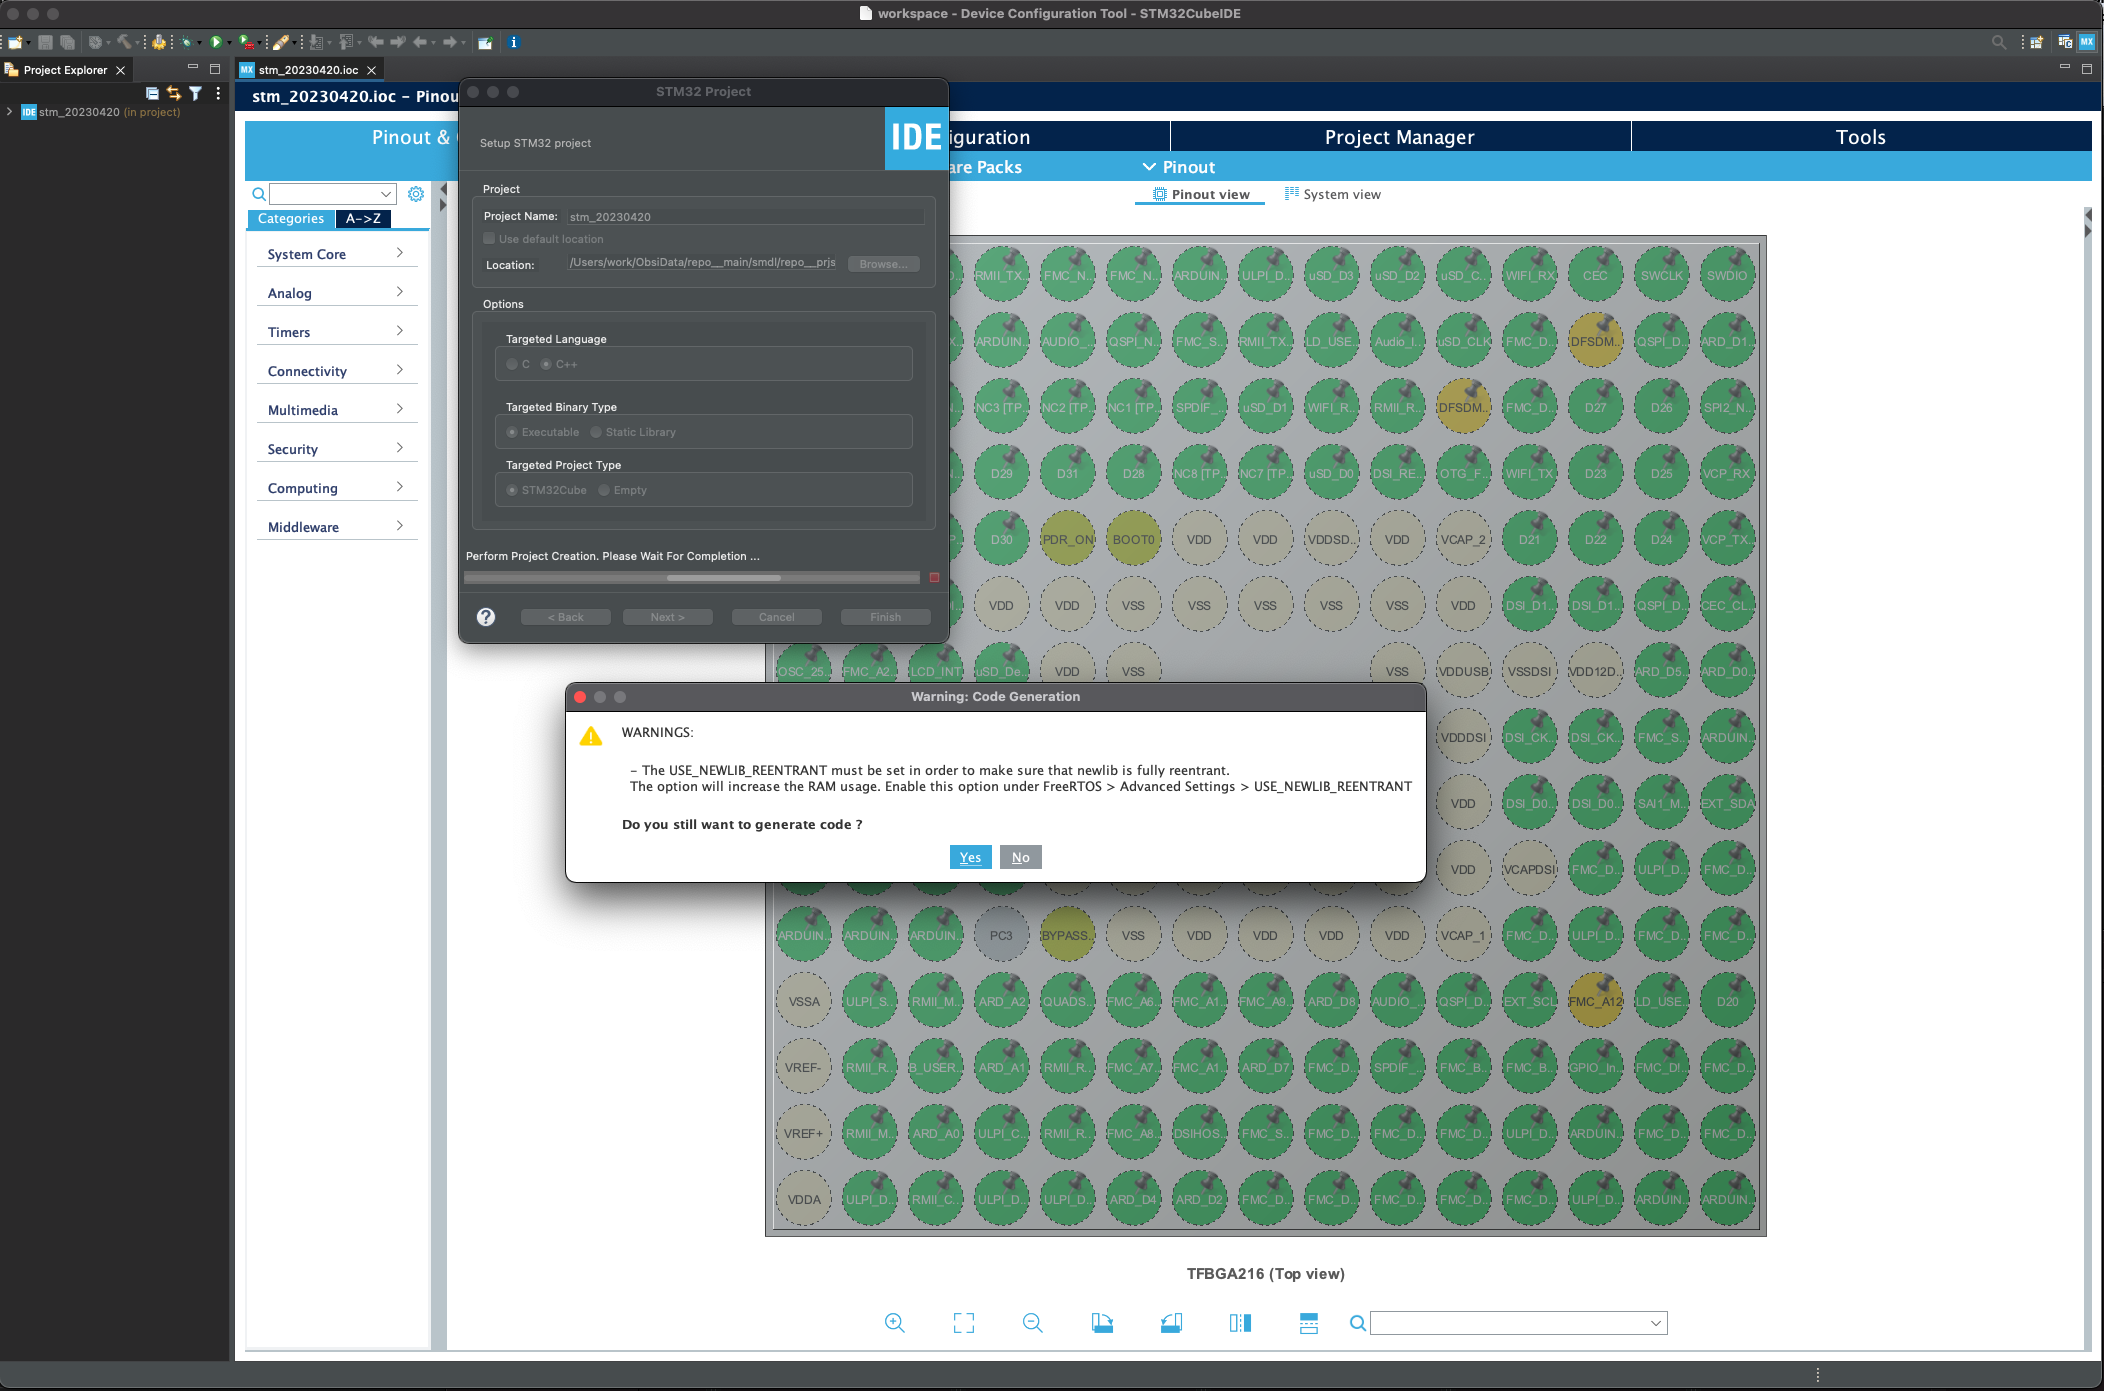 workspace - Device Configuration Tool - STM32CubeIDE
Project Explorer
stm_20230420 (in project)
MX stm_20230420.ioc
stm_20230420.ioc - Pinou
Pinout &
iguration
Project Manager
Tools
are Packs
Pinout
Pinout view
System view
Categories
A->Z
System Core
Analog
Timers
Connectivity
Multimedia
Security
Computing
Middleware
STM32 Project
Setup STM32 project
IDE
Project
Project Name: stm_20230420
Use default location
Location: /Users/work/ObsiData/repo__main/smdl/repo__prjs
Browse...
Options
Targeted Language
C C++
Targeted Binary Type
Executable Static Library
Targeted Project Type
STM32Cube Empty
Perform Project Creation. Please Wait For Completion ...
< Back Next > Cancel Finish
Warning: Code Generation
WARNINGS:
- The USE_NEWLIB_REENTRANT must be set in order to make sure that newlib is fully reentrant.
The option will increase the RAM usage. Enable this option under FreeRTOS > Advanced Settings > USE_NEWLIB_REENTRANT
Do you still want to generate code ?
Yes No
RMII_TX.. FMC_N.. FMC_N.. ARDUIN.. ULPI_D.. uSD_D3 uSD_D2 uSD_C.. WIFI_RX CEC SWCLK SWDIO
ARDUIN.. AUDIO_.. QSPI_N.. FMC_S.. RMII_TX.. LD_USE.. Audio_I.. uSD_CLK FMC_D.. DFSDM.. QSPI_D.. ARD_D1..
NC3 [TP.. NC2 [TP.. NC1 [TP.. SPDIF_.. uSD_D1 WIFI_R.. RMII_R.. DFSDM.. FMC_D.. D27 D26 SPI2_N..
D29 D31 D28 NC8 [TP.. NC7 [TP.. uSD_D0 DSI_RE.. OTG_F.. WIFI_TX D23 D25 VCP_RX
D30 PDR_ON BOOT0 VDD VDD VDDSD.. VDD VCAP_2 D21 D22 D24 VCP_TX..
VDD VDD VSS VSS VSS VSS VSS VDD DSI_D1.. DSI_D1.. QSPI_D.. CEC_CL..
OSC_25.. FMC_A2.. LCD_INT uSD_De.. VDD VSS VSS VDDUSB VSSDSI VDD12D.. ARD_D5.. ARD_D0..
VDDDSI DSI_CK.. DSI_CK.. FMC_S.. ARDUIN..
VDD DSI_D0.. DSI_D0.. SAI1_M.. EXT_SDA
VDD VCAPDSI FMC_D.. ULPI_D.. FMC_D..
ARDUIN.. ARDUIN.. ARDUIN.. PC3 BYPASS.. VSS VDD VDD VDD VDD VCAP_1 FMC_D.. ULPI_D.. FMC_D.. FMC_D..
VSSA ULPI_S.. RMII_M.. ARD_A2 QUADS.. FMC_A6.. FMC_A1.. FMC_A9.. ARD_D8.. AUDIO_.. QSPI_D.. EXT_SCL FMC_A12 LD_USE.. D20
VREF- RMII_R.. B_USER.. ARD_A1 RMII_R.. FMC_A7.. FMC_A1.. ARD_D7 FMC_D.. SPDIF_.. FMC_B.. FMC_B.. GPIO_In.. FMC_D!.. FMC_D..
VREF+ RMII_M.. ARD_A0 ULPI_C.. RMII_R.. FMC_A8.. DSIHOS.. FMC_S.. FMC_D.. FMC_D.. FMC_D.. ULPI_D.. ARDUIN.. FMC_D.. FMC_D..
VDDA ULPI_D.. RMII_C.. ULPI_D.. ULPI_D.. ARD_D4 ARD_D2 FMC_D.. FMC_D.. FMC_D.. FMC_D.. FMC_D.. ULPI_D.. ARDUIN.. ARDUIN..
TFBGA216 (Top view)